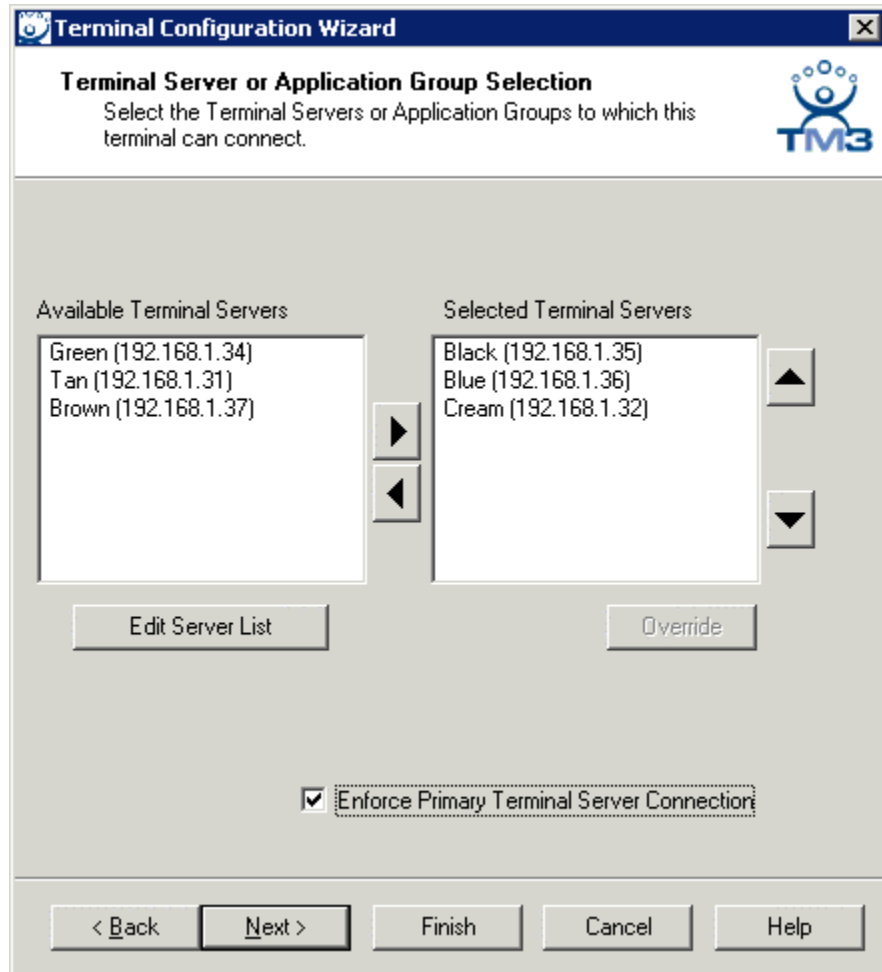 Terminal Configuration Wizard
Terminal Server or Application Group Selection
Select the Terminal Servers or Application Groups to which this
terminal can connect.
TM3
Available Terminal Servers
Green (192.168.1.34)
Tan (192.168.1.31)
Brown (192.168.1.37)
Selected Terminal Servers
Black (192.168.1.35)
Blue (192.168.1.36)
Cream (192.168.1.32)
Edit Server List
Override
Enforce Primary Terminal Server Connection
< Back
Next >
Finish
Cancel
Help